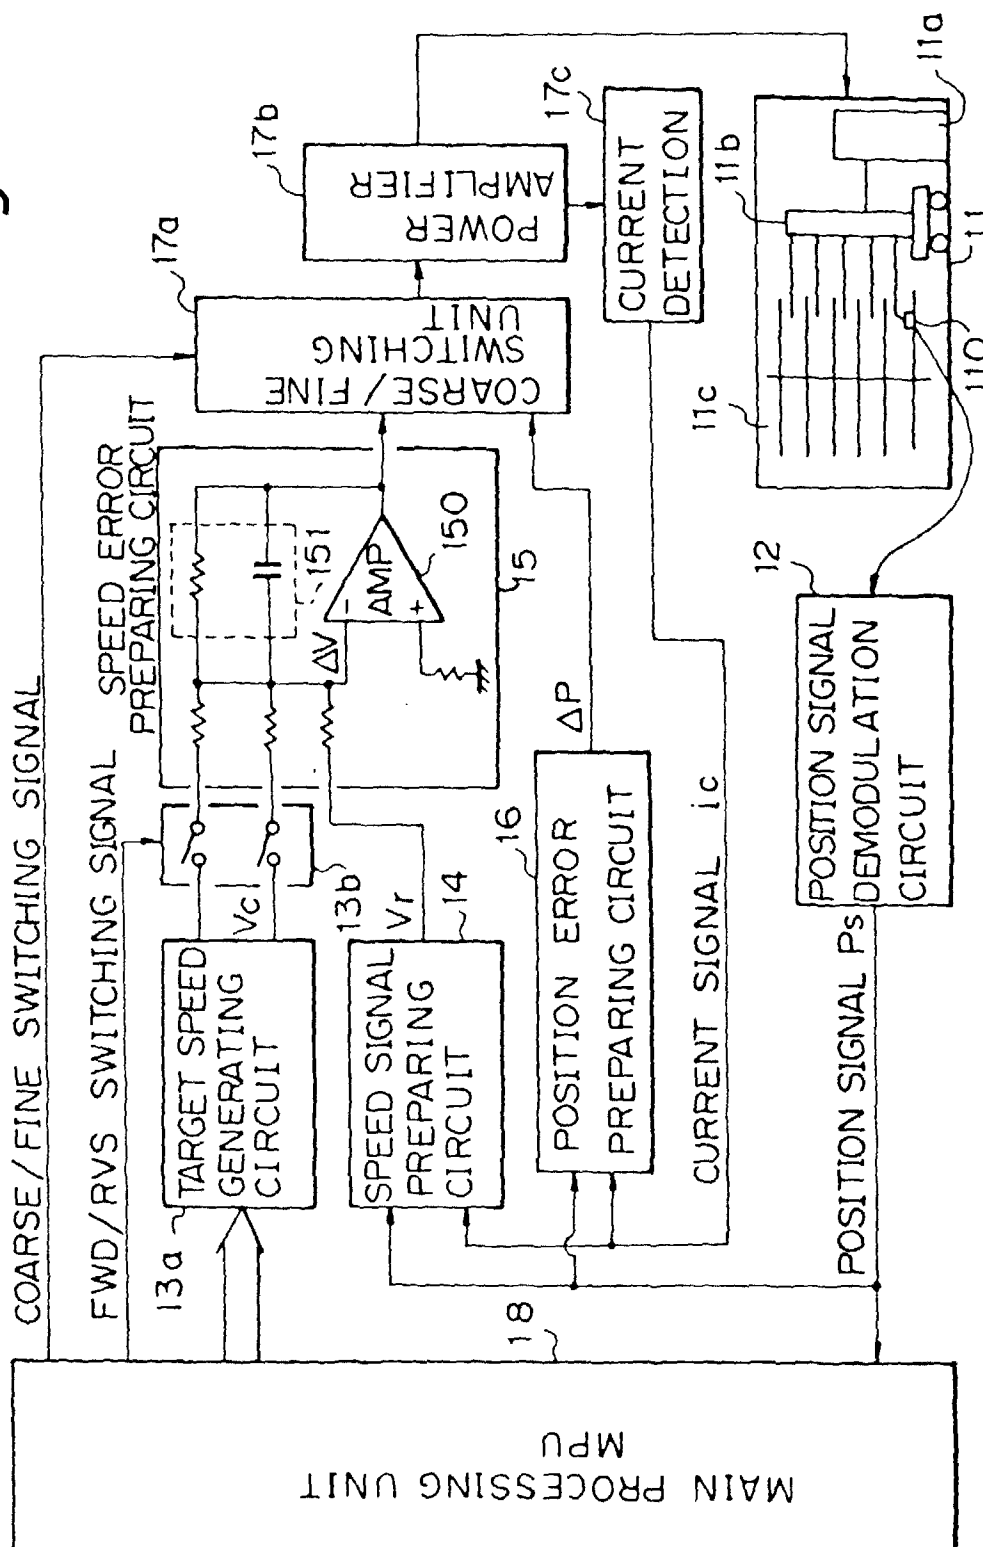 COARSE/FINE SWITCHING SIGNAL
FWD/RVS SWITCHING SIGNAL
SPEED ERROR
PREPARING CIRCUIT
17a
17b
17c
13a
TARGET SPEED
GENERATING
CIRCUIT
Vc
13b
151
ΔV
AMP
-
+
150
15
COARSE/FINE
SWITCHING
UNIT
POWER
AMPLIFIER
CURRENT
DETECTION
SPEED SIGNAL
PREPARING
CIRCUIT
Vr
14
16
POSITION ERROR
PREPARING CIRCUIT
ΔP
CURRENT SIGNAL ic
18
MAIN PROCESSING UNIT
MPU
POSITION SIGNAL Ps
12
POSITION SIGNAL
DEMODULATION
CIRCUIT
11c
11b
11a
110
11